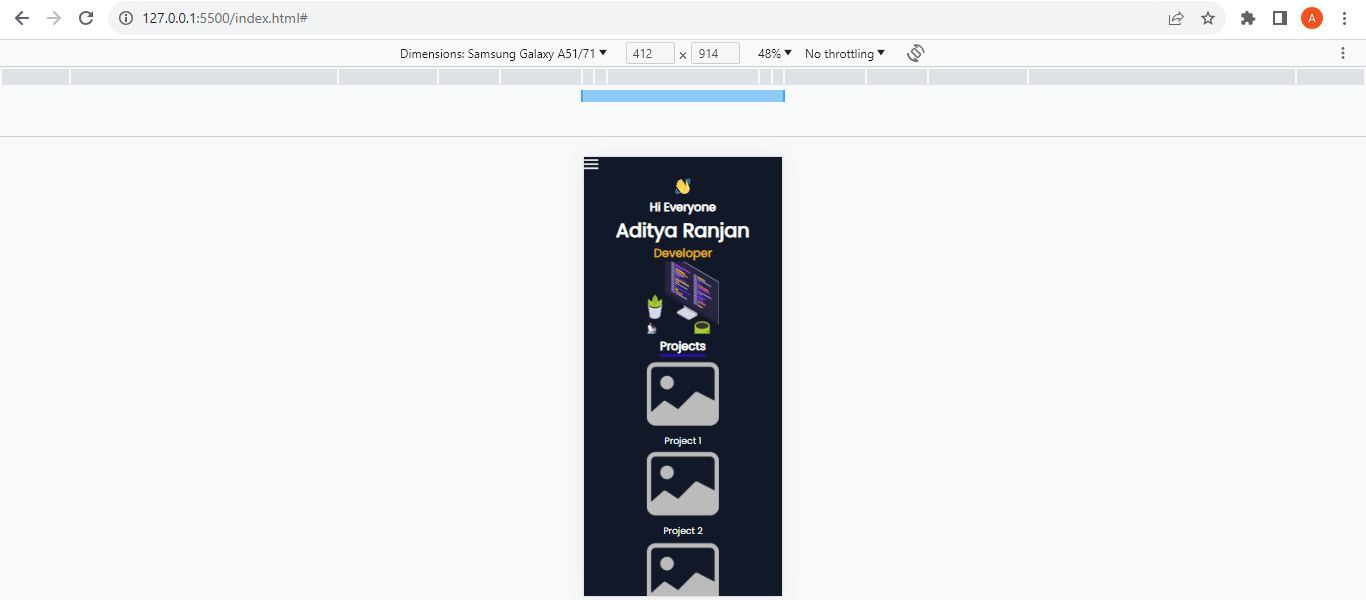 127.0.0.1:5500/index.html#
A
Dimensions: Samsung Galaxy A51/71 412 × 914 48% No throttling
Hi Everyone
Aditya Ranjan
Developer
Projects
Project 1
Project 2